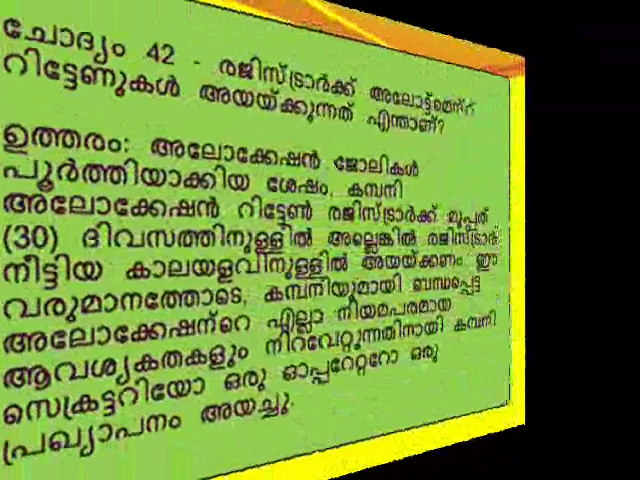 ചോദ്യം 42 - രജിസ്ട്രാർക്ക് അലോട്ട്മെന്റ്
റിട്ടേണുകൾ അയയ്ക്കുന്നത് എന്താണ്?
ഉത്തരം: അലോക്കേഷൻ ജോലികൾ
പൂർത്തിയാക്കിയ ശേഷം, കമ്പനി
അലോക്കേഷൻ റിട്ടേൺ രജിസ്ട്രാർക്ക് മുപ്പത്
(30) ദിവസത്തിനുള്ളിൽ അല്ലെങ്കിൽ രജിസ്ട്രാർ
നീട്ടിയ കാലയളവിനുള്ളിൽ അയയ്ക്കണം ഈ
വരുമാനത്തോടെ, കമ്പനിയുമായി ബന്ധപ്പെട്ട
അലോക്കേഷന്റെ എല്ലാ നിയമപരമായ
ആവശ്യകതകളും നിറവേറ്റുന്നതിനായി കമ്പനി
സെക്രട്ടറിയോ ഒരു ഓപ്പറേറ്ററോ ഒരു
പ്രഖ്യാപനം അയച്ചു.